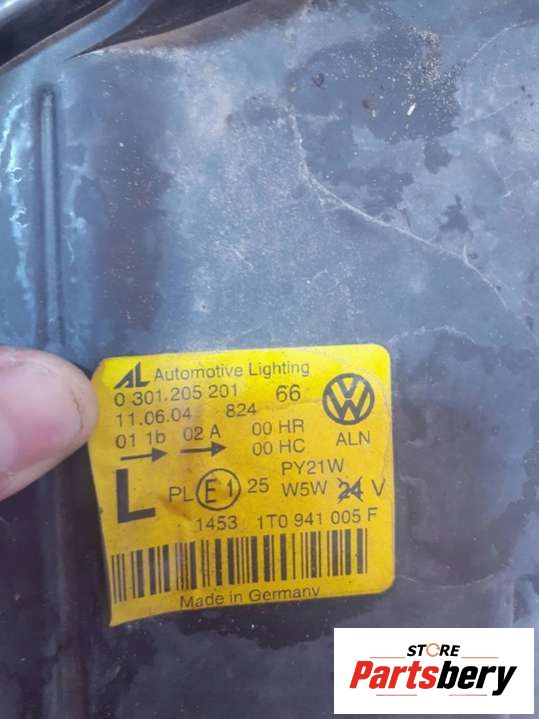 AL Automotive Lighting
0 301 205 201 66
11.06.04 824
01 1b 02 A 00 HR ALN
00 HC
PY21W
L PL E1 25 W5W 24 V
1453 1T0 941 005 F
Made in Germany
STORE
Partsbery